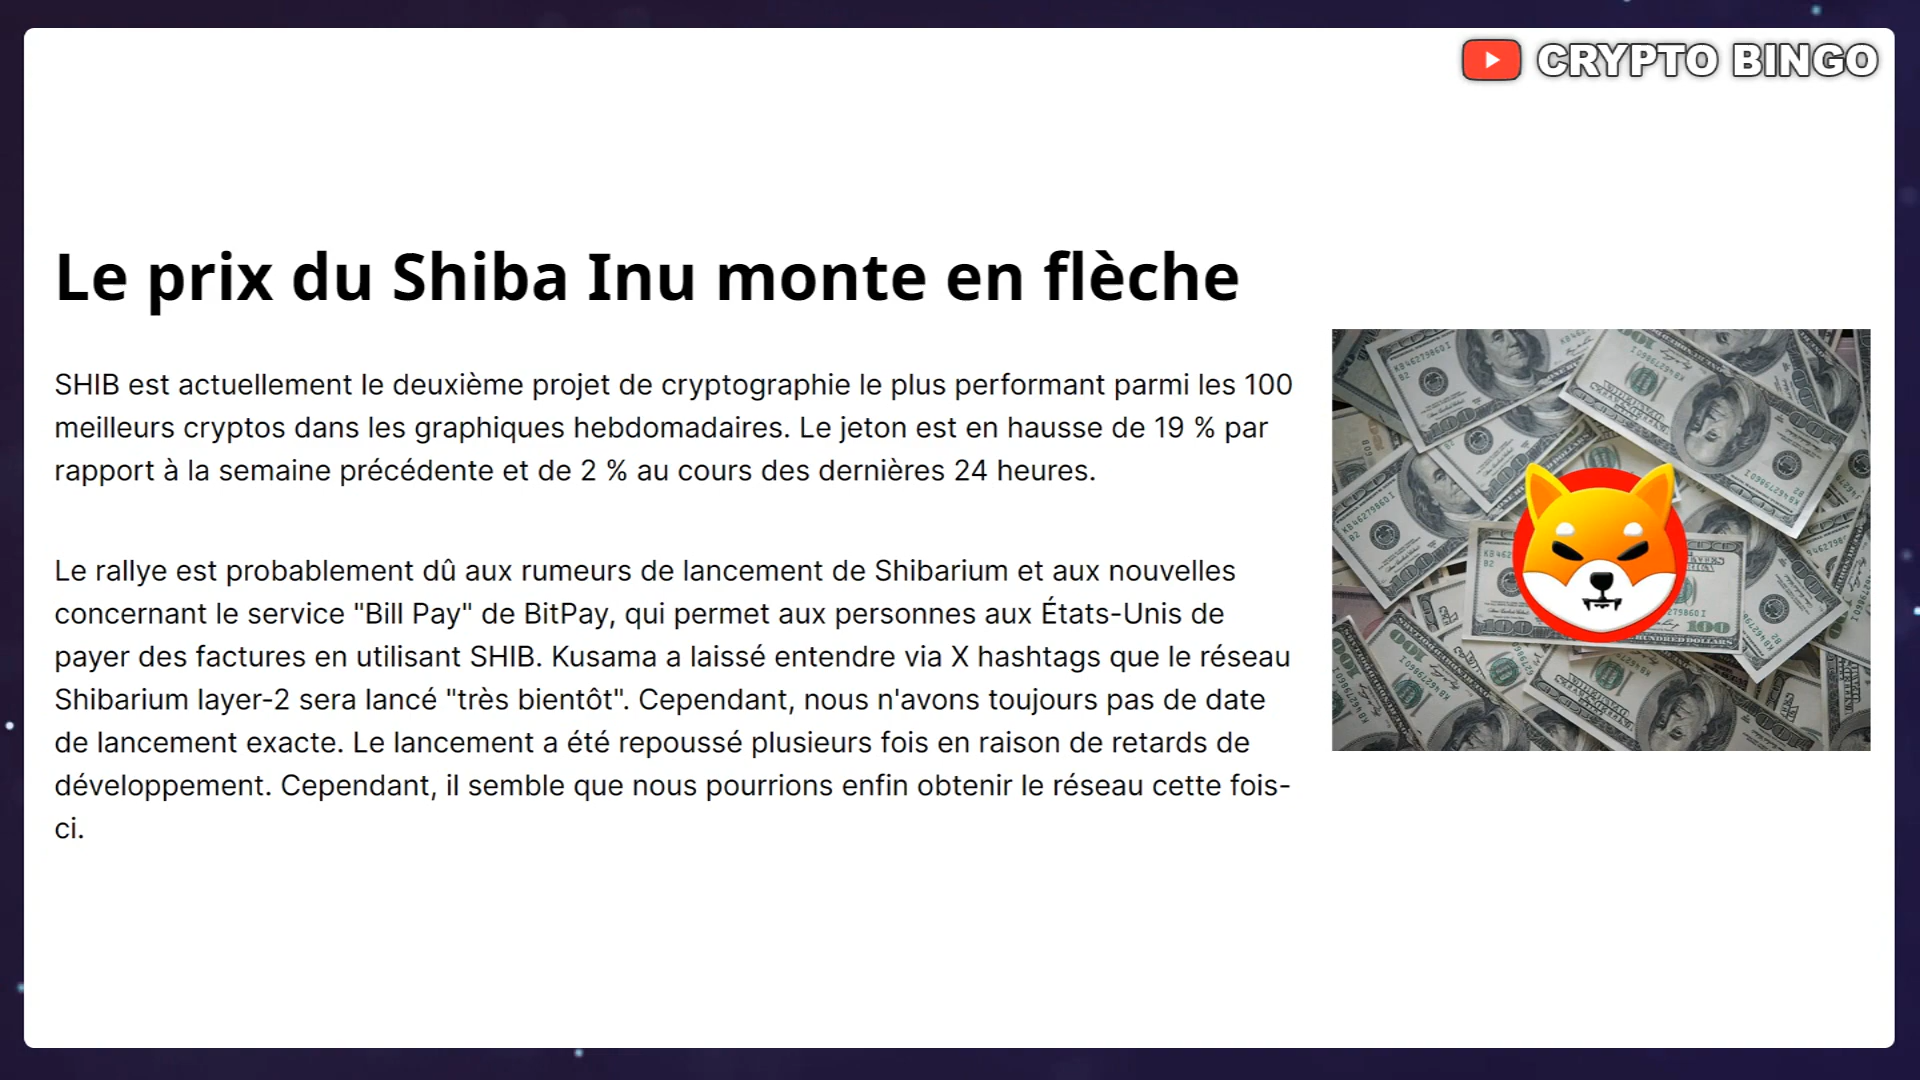 CRYPTO BINGO
Le prix du Shiba Inu monte en flèche
SHIB est actuellement le deuxième projet de cryptographie le plus performant parmi les 100
meilleurs cryptos dans les graphiques hebdomadaires. Le jeton est en hausse de 19 % par
rapport à la semaine précédente et de 2 % au cours des dernières 24 heures.
Le rallye est probablement dû aux rumeurs de lancement de Shibarium et aux nouvelles
concernant le service "Bill Pay" de BitPay, qui permet aux personnes aux États-Unis de
payer des factures en utilisant SHIB. Kusama a laissé entendre via X hashtags que le réseau
Shibarium layer-2 sera lancé "très bientôt". Cependant, nous n'avons toujours pas de date
de lancement exacte. Le lancement a été repoussé plusieurs fois en raison de retards de
développement. Cependant, il semble que nous pourrions enfin obtenir le réseau cette fois-
ci.